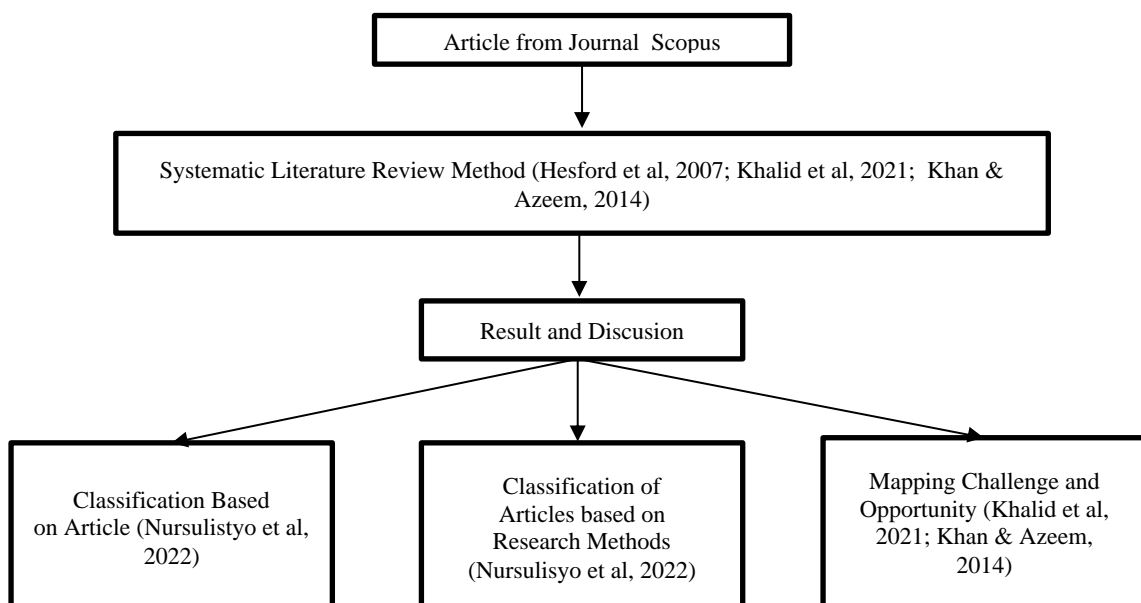 Article from Journal Scopus
Systematic Literature Review Method (Hesford et al, 2007; Khalid et al, 2021; Khan &
Azeem, 2014)
Result and Discusion
Classification Based
on Article (Nursulistyo et al,
2022)
Classification of
Articles based on
Research Methods
(Nursulisyo et al, 2022)
Mapping Challenge and
Opportunity (Khalid et al,
2021; Khan & Azeem,
2014)